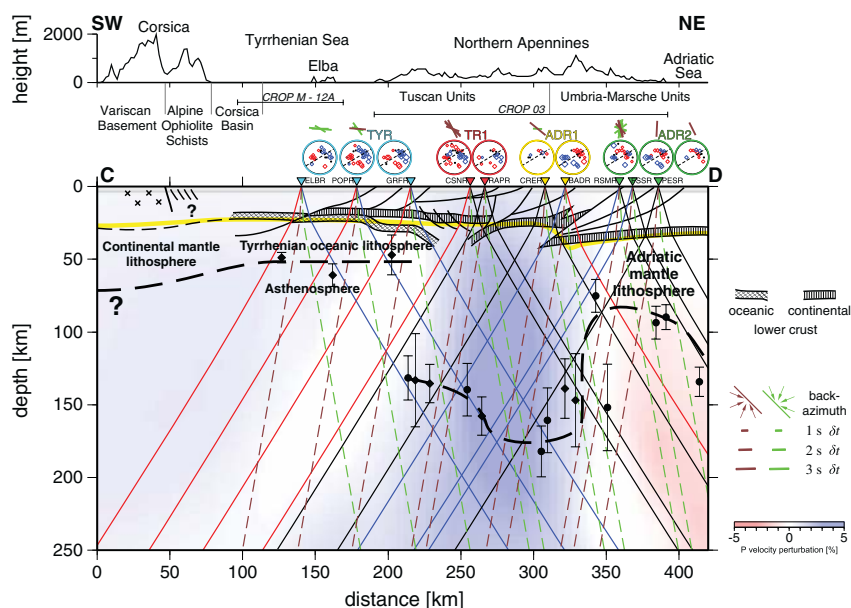 SW
NE
height [m]
2000
0
Corsica
Tyrrhenian Sea
Elba
Northern Apennines
Adriatic
Sea
CROP M - 12A
CROP 03
Variscan
Basement
Alpine
Ophiolite
Schists
Corsica
Basin
Tuscan Units
Umbria-Marsche Units
TYR
TR1
ADR1
ADR2
C
D
ELBR
POPR
GRFR
CSNR
RAPR
CRER
BADR
RSMR
SSR
PESR
depth [km]
0
50
100
150
200
250
?
Continental mantle
lithosphere
Tyrrhenian oceanic lithosphere
Asthenosphere
?
Adriatic
mantle
lithosphere
0 50 100 150 200 250 300 350 400
distance [km]
oceanic
continental
lower crust
back-
azimuth
1 s δt
2 s δt
3 s δt
-5 0 5
P velocity perturbation [%]